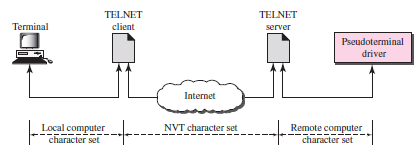 TELNET
client
TELNET
server
Terminal
Pseudoterminal
driver
Internet
Local computer
character set
NVT character set
Remote computer
character set